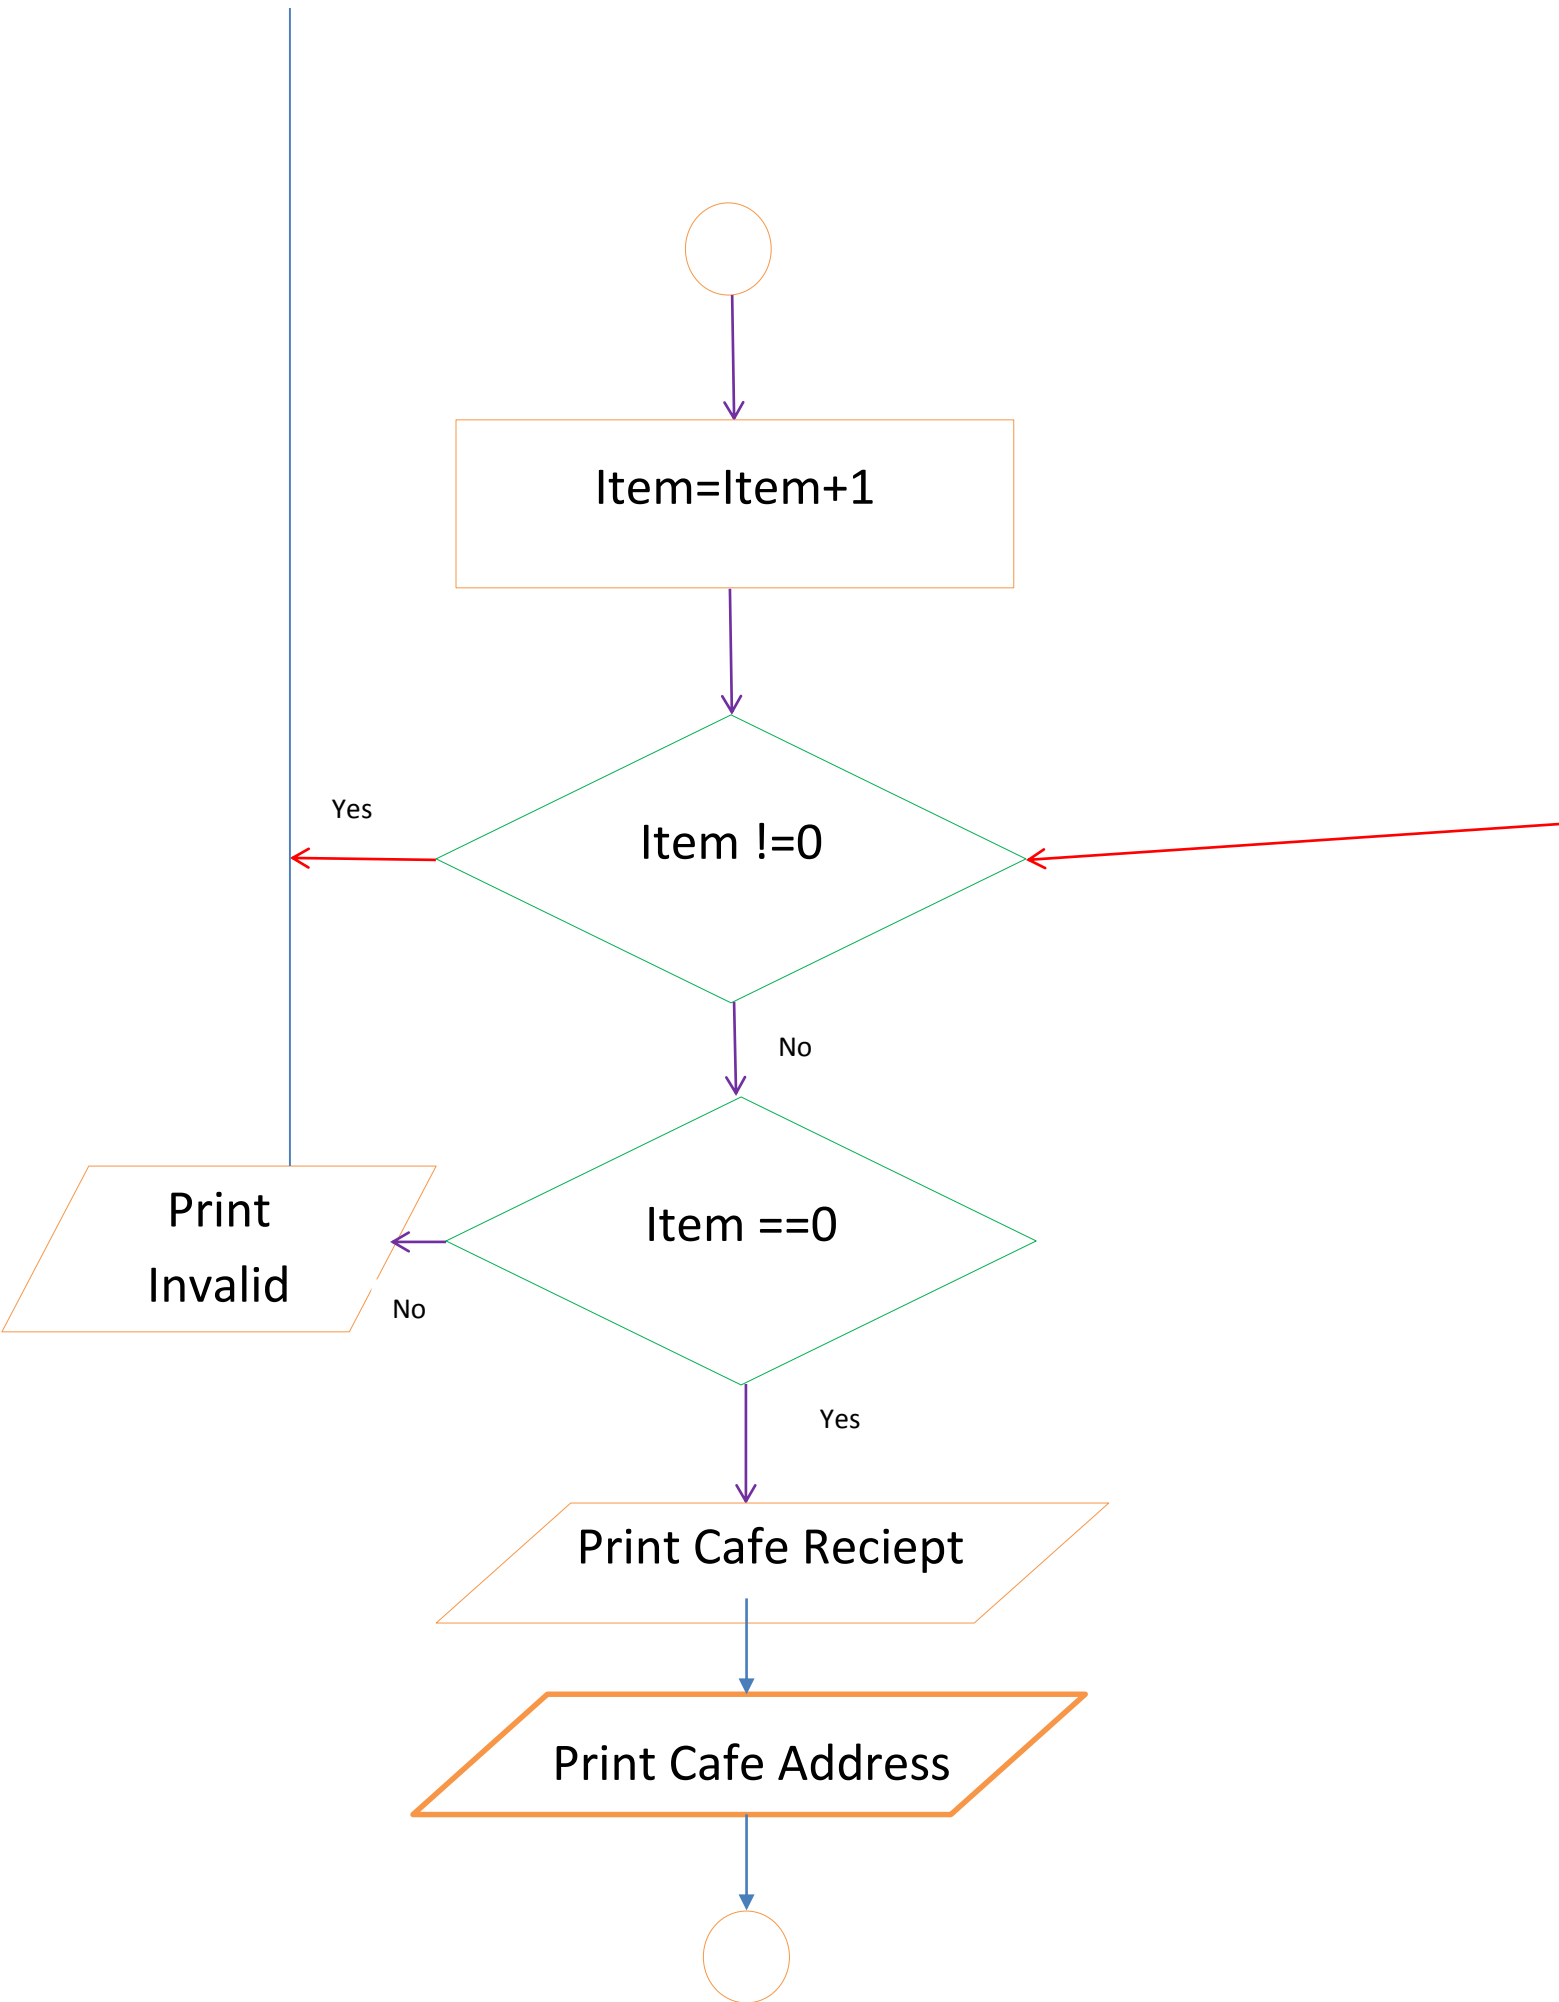 Item=Item+1
Yes
Item !=0
No
Print
Invalid
Item ==0
No
Yes
Print Cafe Reciept
Print Cafe Address